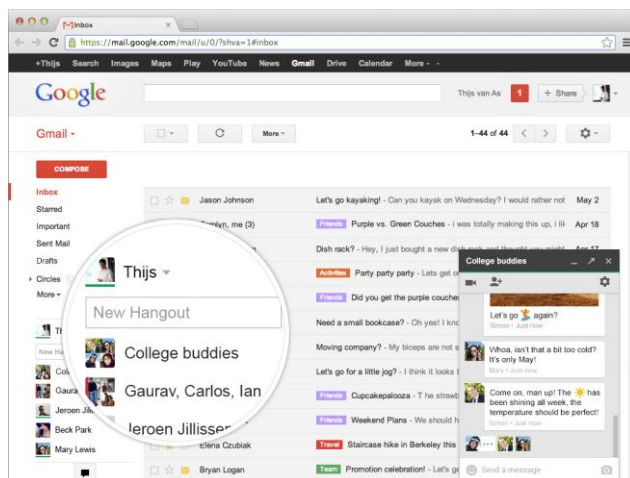 Inbox
https://mail.google.com/mail/u/0/?shva=1#inbox
+Thijs Search Images Maps Play YouTube News Gmail Drive Calendar More
Google
Thijs van As 1 + Share
Gmail
More
1–44 of 44
COMPOSE
Inbox
Starred
Important
Sent Mail
Drafts
Circles
More
Jason Johnson Let's go kayaking! - Can you kayak on Wednesday? I would rather not May 2
me (3) Friends Purple vs. Green Couches - i was totally making this up, i lik Apr 18
Dish rack? - Hey, I just bought a new Apr 17
Activities Party party party - Lets get
Friends Did you get the purple couches
Need a small bookcase? - Oh yes! I
Moving company? - My biceps are not
Let's go for a little jog? - I think it looks
Friends Cupcakepalooza - T he
Friends Weekend Plans - We should
Elena Czubiak Travel Staircase hike in Berkeley this
Bryan Logan Team Promotion celebration! - Let's
Thijs
New Hangout
College buddies
Gaurav, Carlos, Ian
Jeroen Jillissen
Beck Park
Mary Lewis
College buddies
Let's go again?
Simon • Just now
Whoa, isn't that a bit too cold?
It's only May!
Mary • Just now
Come on, man up! The has
been shining all week, the
temperature should be perfect!
Simon • Just now
Send a message